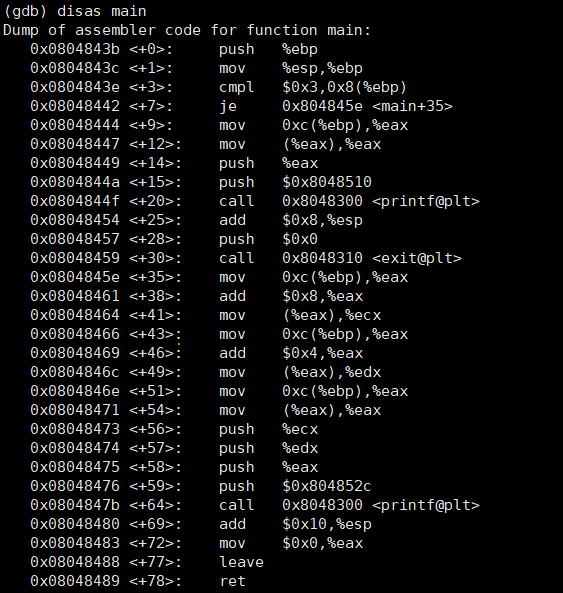 (gdb) disas main
Dump of assembler code for function main:
   0x0804843b <+0>:     push   %ebp
   0x0804843c <+1>:     mov    %esp,%ebp
   0x0804843e <+3>:     cmpl   $0x3,0x8(%ebp)
   0x08048442 <+7>:     je     0x804845e <main+35>
   0x08048444 <+9>:     mov    0xc(%ebp),%eax
   0x08048447 <+12>:    mov    (%eax),%eax
   0x08048449 <+14>:    push   %eax
   0x0804844a <+15>:    push   $0x8048510
   0x0804844f <+20>:    call   0x8048300 <printf@plt>
   0x08048454 <+25>:    add    $0x8,%esp
   0x08048457 <+28>:    push   $0x0
   0x08048459 <+30>:    call   0x8048310 <exit@plt>
   0x0804845e <+35>:    mov    0xc(%ebp),%eax
   0x08048461 <+38>:    add    $0x8,%eax
   0x08048464 <+41>:    mov    (%eax),%ecx
   0x08048466 <+43>:    mov    0xc(%ebp),%eax
   0x08048469 <+46>:    add    $0x4,%eax
   0x0804846c <+49>:    mov    (%eax),%edx
   0x0804846e <+51>:    mov    0xc(%ebp),%eax
   0x08048471 <+54>:    mov    (%eax),%eax
   0x08048473 <+56>:    push   %ecx
   0x08048474 <+57>:    push   %edx
   0x08048475 <+58>:    push   %eax
   0x08048476 <+59>:    push   $0x804852c
   0x0804847b <+64>:    call   0x8048300 <printf@plt>
   0x08048480 <+69>:    add    $0x10,%esp
   0x08048483 <+72>:    mov    $0x0,%eax
   0x08048488 <+77>:    leave
   0x08048489 <+78>:    ret